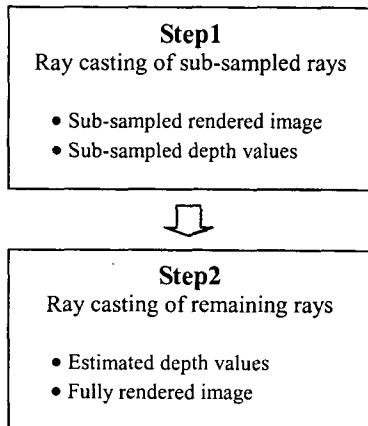 Step1
Ray casting of sub-sampled rays
• Sub-sampled rendered image
• Sub-sampled depth values
Step2
Ray casting of remaining rays
• Estimated depth values
• Fully rendered image